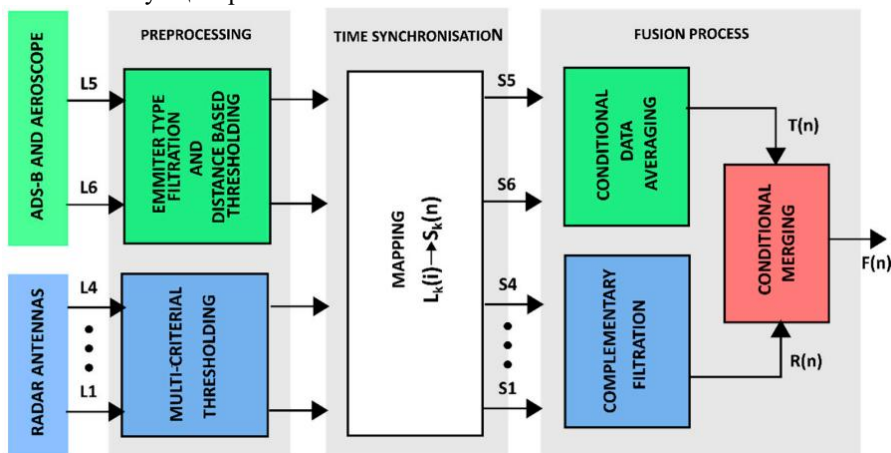 PREPROCESSING
TIME SYNCHRONISATION
FUSION PROCESS
ADS-B AND AEROSCOPE
L5
L6
EMMITER TYPE
FILTRATION
AND
DISTANCE BASED
THRESHOLDING
RADAR ANTENNAS
L4
L1
MULTI-CRITERIAL
THRESHOLDING
MAPPING
Lk(i)→Sk(n)
S5
S6
S4
S1
CONDITIONAL
DATA
AVERAGING
COMPLEMENTARY
FILTRATION
T(n)
R(n)
CONDITIONAL
MERGING
F(n)